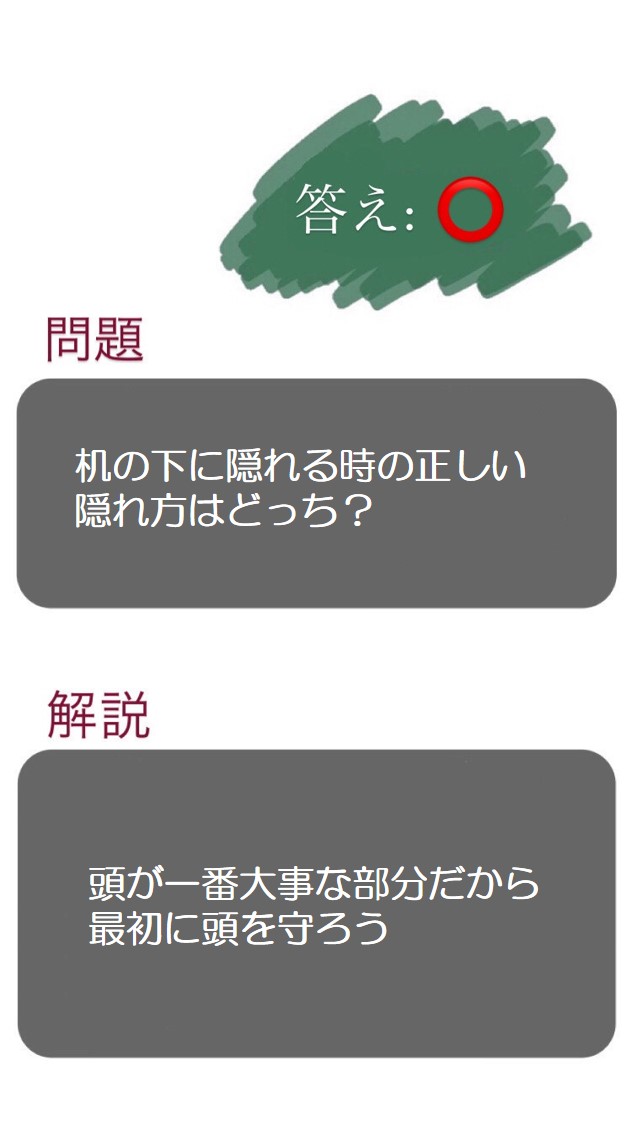 答え: ⭕
問題
机の下に隠れる時の正しい
隠れ方はどっち？
解説
頭が一番大事な部分だから
最初に頭を守ろう